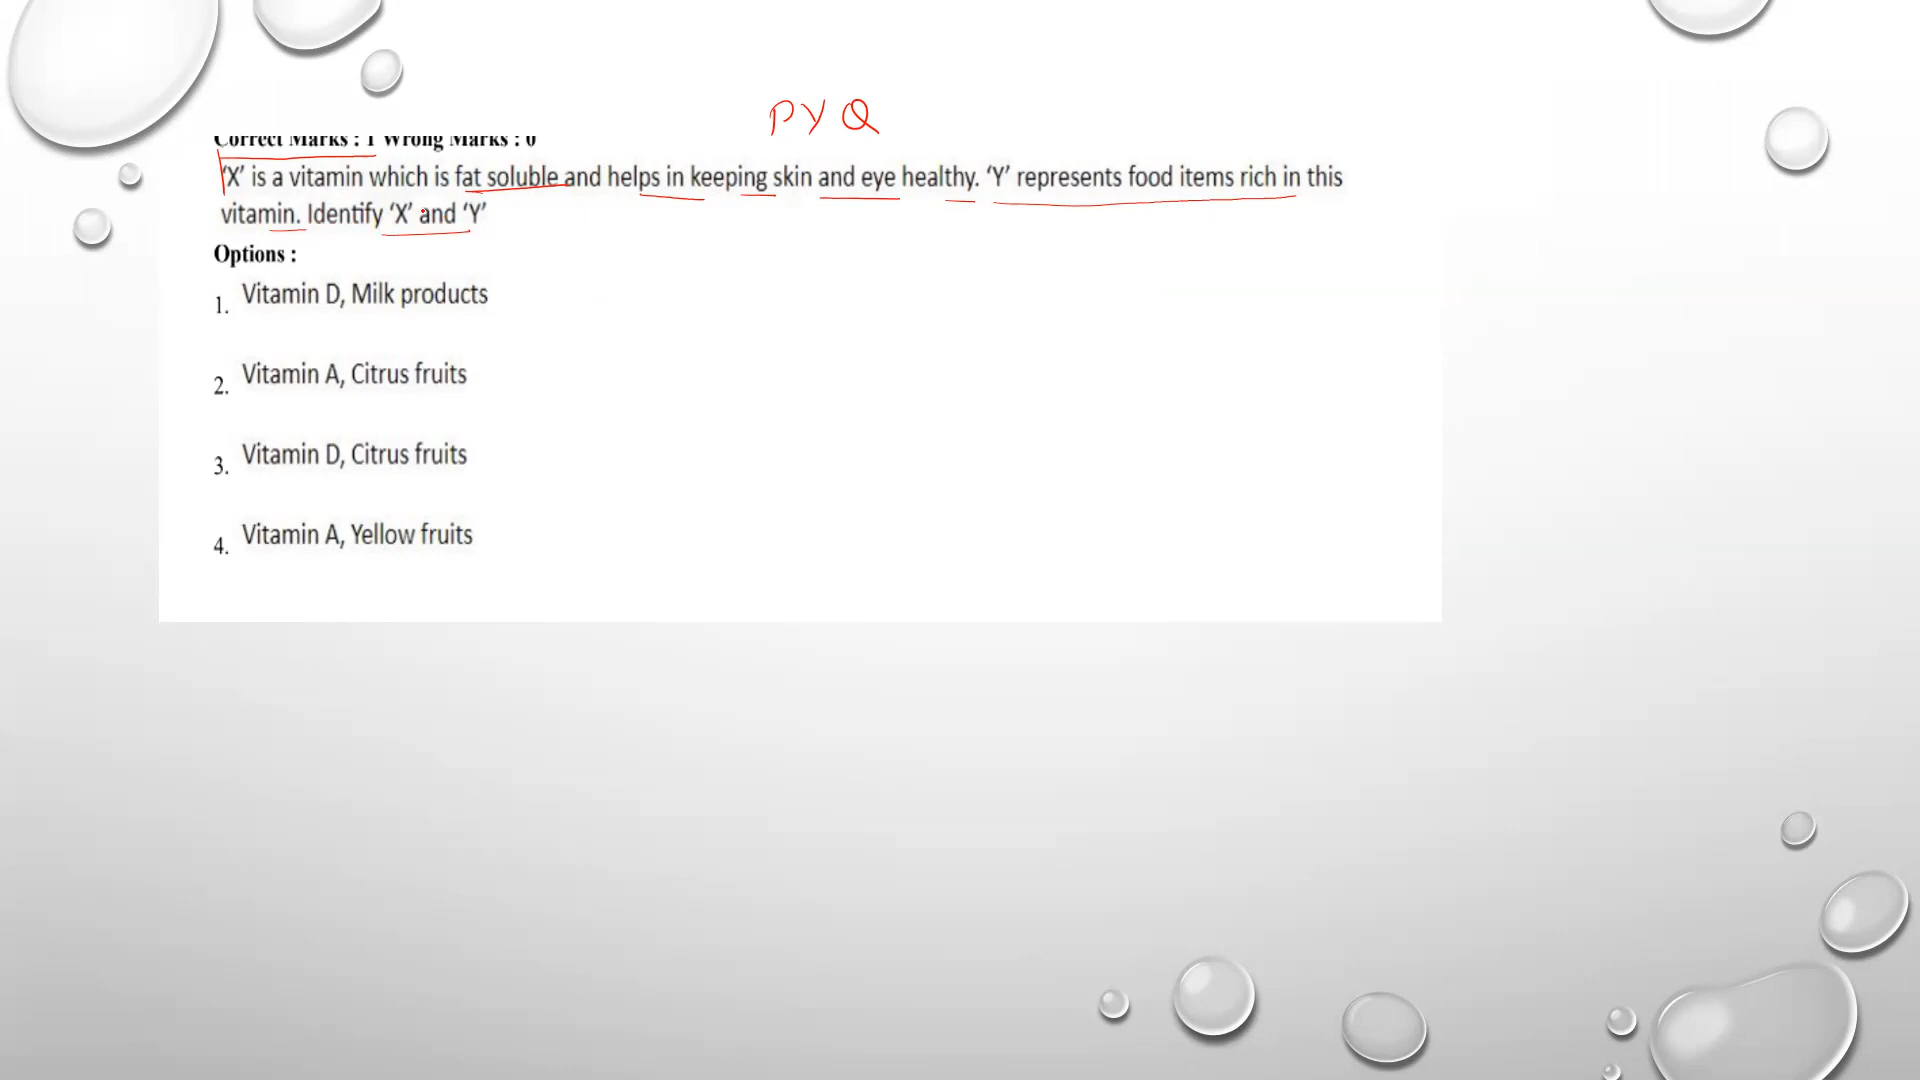 PYQ
Correct Marks : 1 Wrong Marks : 0
‘X’ is a vitamin which is fat soluble and helps in keeping skin and eye healthy. ‘Y’ represents food items rich in this
vitamin. Identify ‘X’ and ‘Y’
Options :
1. Vitamin D, Milk products
2. Vitamin A, Citrus fruits
3. Vitamin D, Citrus fruits
4. Vitamin A, Yellow fruits